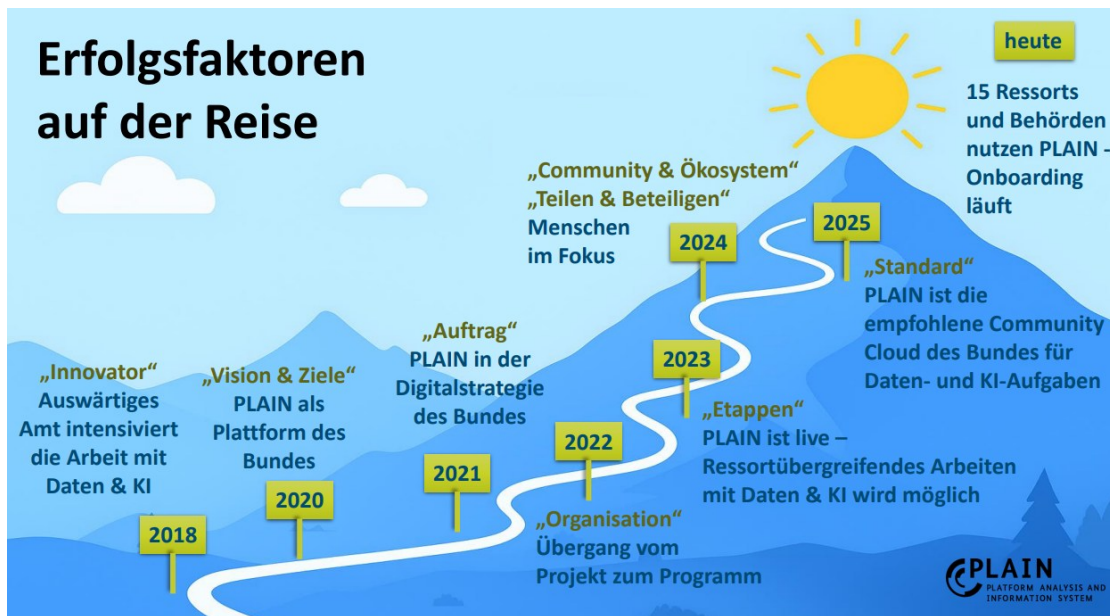 Erfolgsfaktoren
auf der Reise
heute
15 Ressorts
und Behörden
nutzen PLAIN –
Onboarding
läuft
2018
„Innovator“
Auswärtiges
Amt intensiviert
die Arbeit mit
Daten & KI
2020
„Vision & Ziele“
PLAIN als
Plattform des
Bundes
2021
„Auftrag“
PLAIN in der
Digitalstrategie
des Bundes
2022
„Organisation“
Übergang vom
Projekt zum Programm
2023
„Etappen“
PLAIN ist live –
Ressortübergreifendes Arbeiten
mit Daten & KI wird möglich
2024
„Community & Ökosystem“
„Teilen & Beteiligen“
Menschen
im Fokus
2025
„Standard“
PLAIN ist die
empfohlene Community
Cloud des Bundes für
Daten- und KI-Aufgaben
PLAIN
PLATFORM ANALYSIS AND
INFORMATION SYSTEM